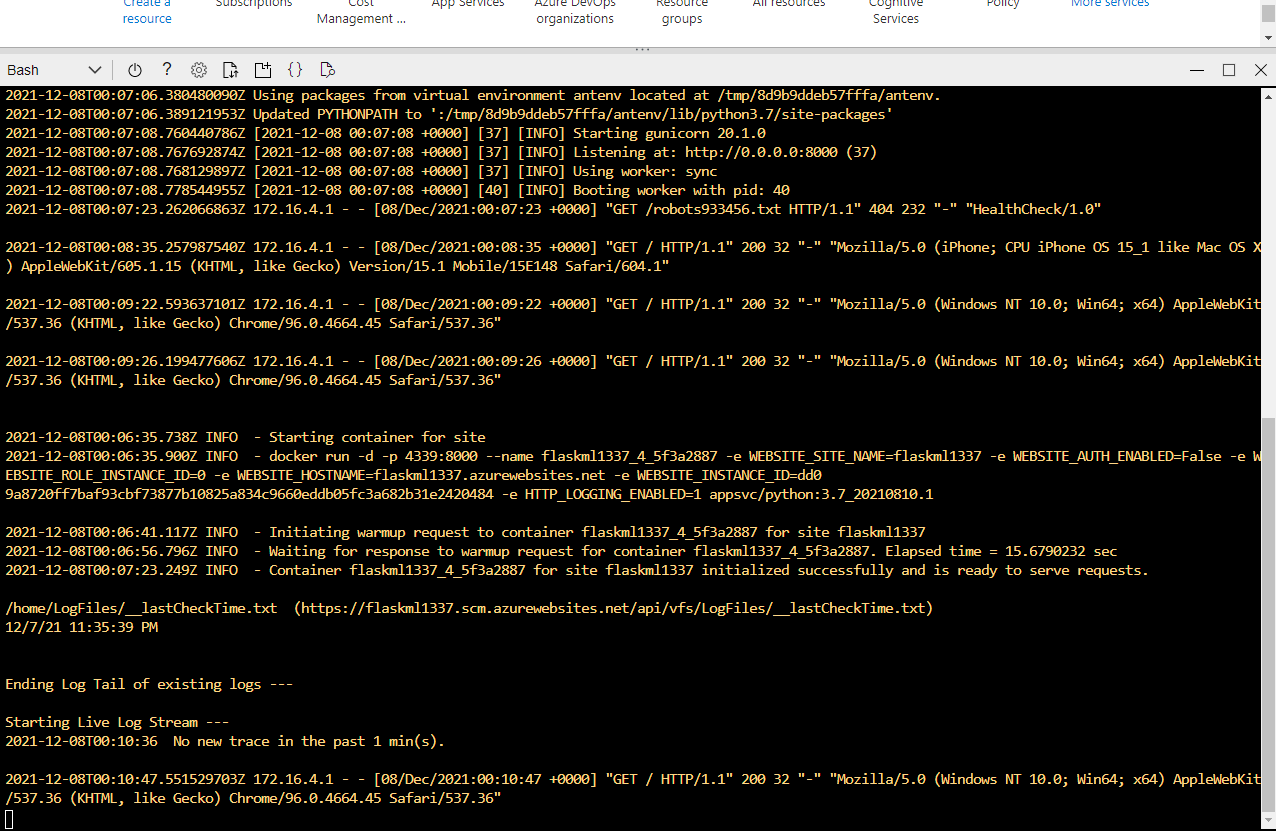 Create a resource
Subscriptions
Cost Management ...
App Services
Azure DevOps organizations
Resource groups
All resources
Cognitive Services
Policy
More services
Bash
?
{}
2021-12-08T00:07:06.380480090Z Using packages from virtual environment antenv located at /tmp/8d9b9ddeb57fffa/antenv.
2021-12-08T00:07:06.389121953Z Updated PYTHONPATH to ':/tmp/8d9b9ddeb57fffa/antenv/lib/python3.7/site-packages'
2021-12-08T00:07:08.760440786Z [2021-12-08 00:07:08 +0000] [37] [INFO] Starting gunicorn 20.1.0
2021-12-08T00:07:08.767692874Z [2021-12-08 00:07:08 +0000] [37] [INFO] Listening at: http://0.0.0.0:8000 (37)
2021-12-08T00:07:08.768129897Z [2021-12-08 00:07:08 +0000] [37] [INFO] Using worker: sync
2021-12-08T00:07:08.778544955Z [2021-12-08 00:07:08 +0000] [40] [INFO] Booting worker with pid: 40
2021-12-08T00:07:23.262066863Z 172.16.4.1 - - [08/Dec/2021:00:07:23 +0000] "GET /robots933456.txt HTTP/1.1" 404 232 "-" "HealthCheck/1.0"
2021-12-08T00:08:35.257987540Z 172.16.4.1 - - [08/Dec/2021:00:08:35 +0000] "GET / HTTP/1.1" 200 32 "-" "Mozilla/5.0 (iPhone; CPU iPhone OS 15_1 like Mac OS X
) AppleWebKit/605.1.15 (KHTML, like Gecko) Version/15.1 Mobile/15E148 Safari/604.1"
2021-12-08T00:09:22.593637101Z 172.16.4.1 - - [08/Dec/2021:00:09:22 +0000] "GET / HTTP/1.1" 200 32 "-" "Mozilla/5.0 (Windows NT 10.0; Win64; x64) AppleWebKit
/537.36 (KHTML, like Gecko) Chrome/96.0.4664.45 Safari/537.36"
2021-12-08T00:09:26.199477606Z 172.16.4.1 - - [08/Dec/2021:00:09:26 +0000] "GET / HTTP/1.1" 200 32 "-" "Mozilla/5.0 (Windows NT 10.0; Win64; x64) AppleWebKit
/537.36 (KHTML, like Gecko) Chrome/96.0.4664.45 Safari/537.36"
2021-12-08T00:06:35.738Z INFO  - Starting container for site
2021-12-08T00:06:35.900Z INFO  - docker run -d -p 4339:8000 --name flaskml1337_4_5f3a2887 -e WEBSITE_SITE_NAME=flaskml1337 -e WEBSITE_AUTH_ENABLED=False -e W
EBSITE_ROLE_INSTANCE_ID=0 -e WEBSITE_HOSTNAME=flaskml1337.azurewebsites.net -e WEBSITE_INSTANCE_ID=dd0
9a8720ff7baf93cbf73877b10825a834c9660eddb05fc3a682b31e2420484 -e HTTP_LOGGING_ENABLED=1 appsvc/python:3.7_20210810.1
2021-12-08T00:06:41.117Z INFO  - Initiating warmup request to container flaskml1337_4_5f3a2887 for site flaskml1337
2021-12-08T00:06:56.796Z INFO  - Waiting for response to warmup request for container flaskml1337_4_5f3a2887. Elapsed time = 15.6790232 sec
2021-12-08T00:07:23.249Z INFO  - Container flaskml1337_4_5f3a2887 for site flaskml1337 initialized successfully and is ready to serve requests.
/home/LogFiles/__lastCheckTime.txt  (https://flaskml1337.scm.azurewebsites.net/api/vfs/LogFiles/__lastCheckTime.txt)
12/7/21 11:35:39 PM
Ending Log Tail of existing logs ---
Starting Live Log Stream ---
2021-12-08T00:10:36  No new trace in the past 1 min(s).
2021-12-08T00:10:47.551529703Z 172.16.4.1 - - [08/Dec/2021:00:10:47 +0000] "GET / HTTP/1.1" 200 32 "-" "Mozilla/5.0 (Windows NT 10.0; Win64; x64) AppleWebKit
/537.36 (KHTML, like Gecko) Chrome/96.0.4664.45 Safari/537.36"